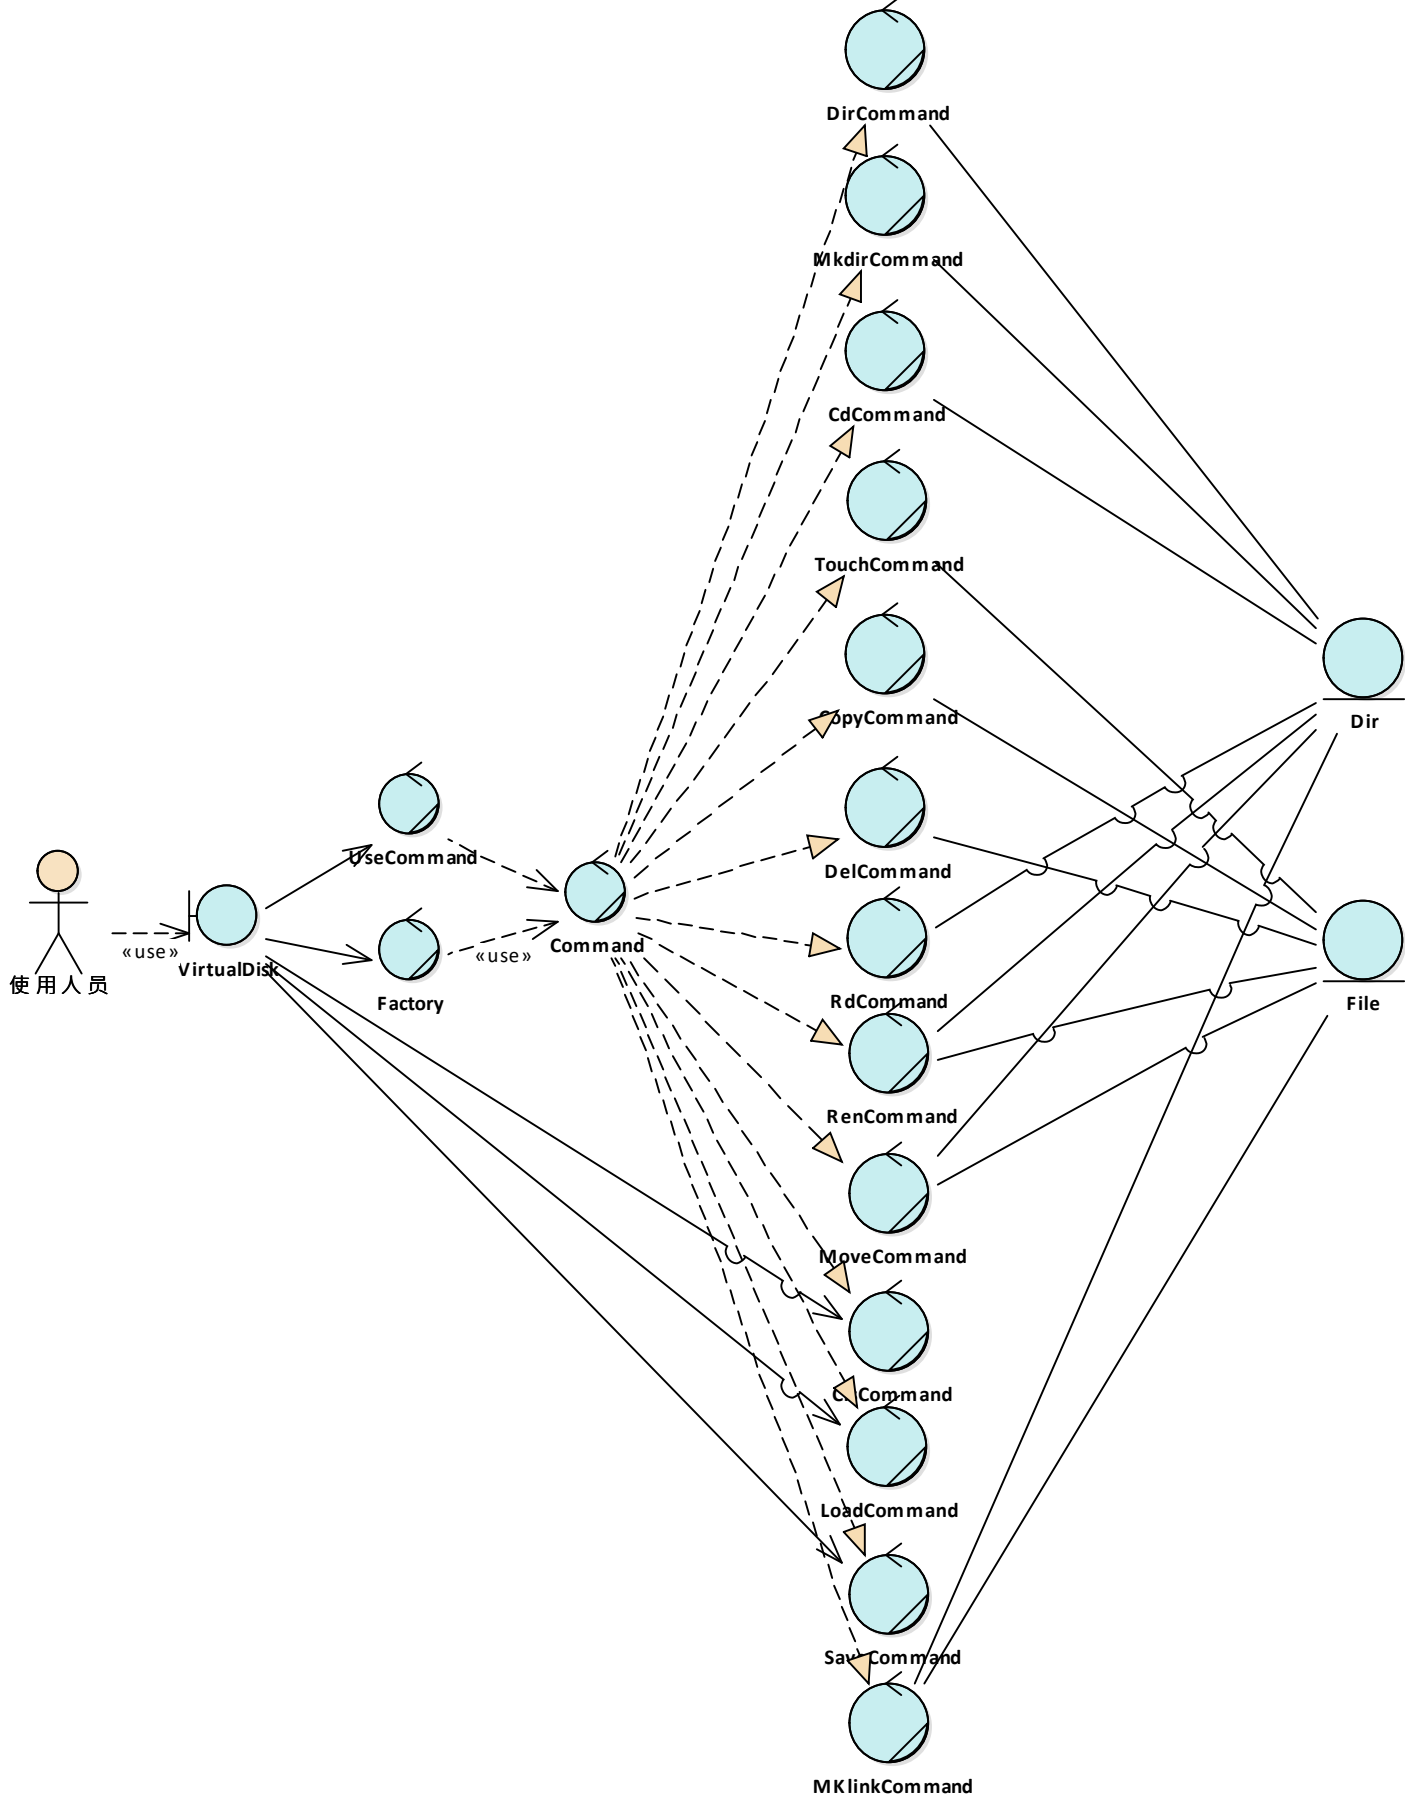 DirCommand
MkdirCommand
CdCommand
TouchCommand
CopyCommand
Dir
DelCommand
UseCommand
«use»
VirtualDisk
使用人员
Factory
«use»
Command
RdCommand
File
RenCommand
MoveCommand
LoadCommand
SaveCommand
MKlinkCommand